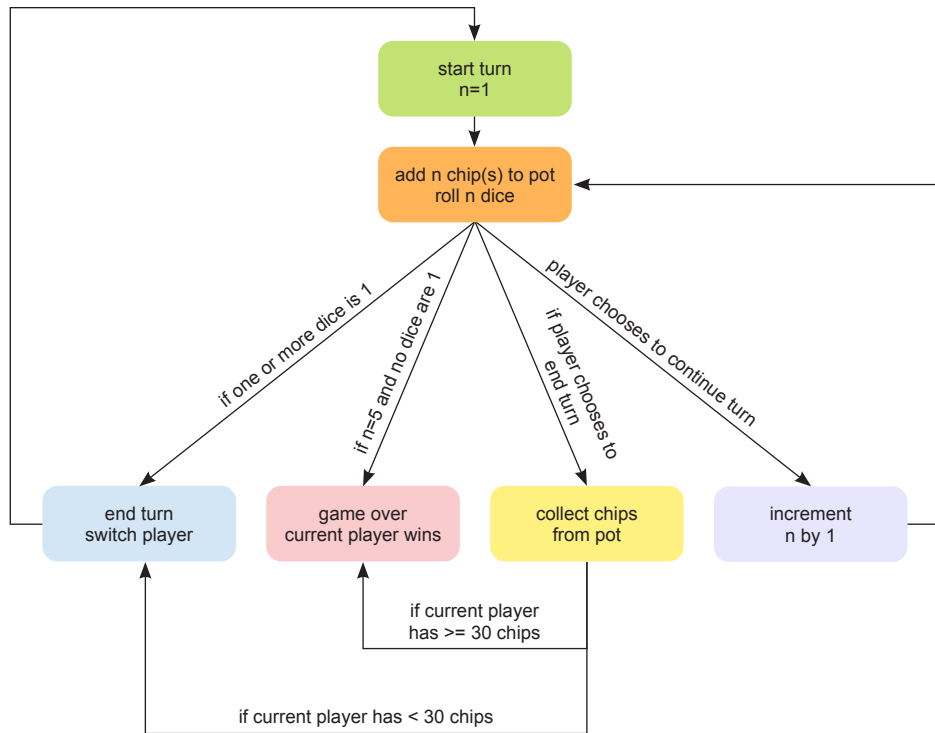 start turn
n=1
add n chip(s) to pot
roll n dice
if one or more dice is 1
if n=5 and no dice are 1
if player chooses to
end turn
player chooses to continue turn
end turn
switch player
game over
current player wins
collect chips
from pot
increment
n by 1
if current player
has >= 30 chips
if current player has < 30 chips